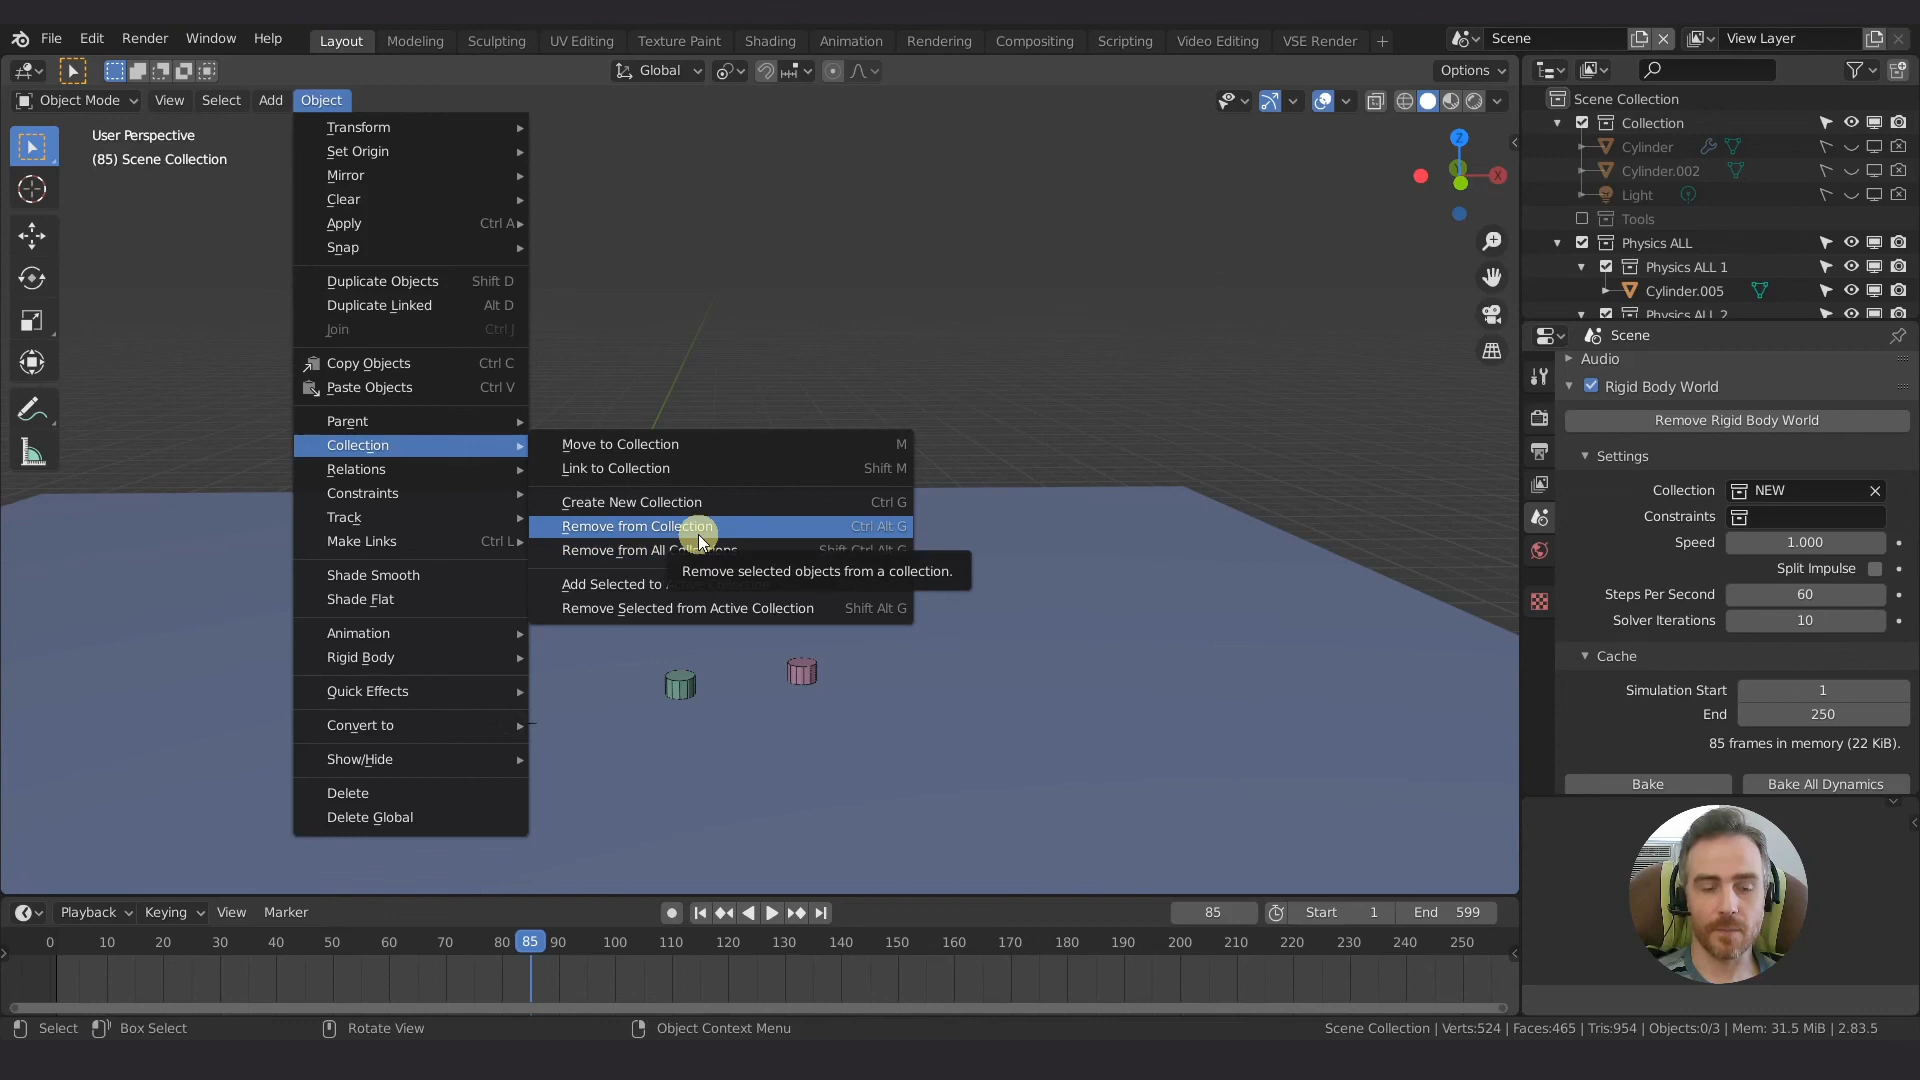 File Edit Render Window Help
Layout Modeling Sculpting UV Editing Texture Paint Shading Animation Rendering Compositing Scripting Video Editing VSE Render
Scene
View Layer
Global
Options
Object Mode View Select Add Object
User Perspective
(85) Scene Collection
Transform
Set Origin
Mirror
Clear
Apply Ctrl A
Snap
Duplicate Objects Shift D
Duplicate Linked Alt D
Join Ctrl J
Copy Objects Ctrl C
Paste Objects Ctrl V
Parent
Collection
Relations
Constraints
Track
Make Links Ctrl L
Shade Smooth
Shade Flat
Animation
Rigid Body
Quick Effects
Convert to
Show/Hide
Delete
Delete Global
Move to Collection M
Link to Collection Shift M
Create New Collection Ctrl G
Remove from Collection Ctrl Alt G
Remove from All Collections Shift Ctrl Alt G
Remove selected objects from a collection.
Add Selected to
Remove Selected from Active Collection Shift Alt G
Z
X
Scene Collection
Collection
Cylinder
Cylinder.002
Light
Tools
Physics ALL
Physics ALL 1
Cylinder.005
Physics ALL 2
Scene
Audio
Rigid Body World
Remove Rigid Body World
Settings
Collection NEW
Constraints
Speed 1.000
Split Impulse
Steps Per Second 60
Solver Iterations 10
Cache
Simulation Start 1
End 250
85 frames in memory (22 KiB).
Bake Bake All Dynamics
Playback Keying View Marker
85 Start 1 End 599
0 10 20 30 40 50 60 70 80 85 90 100 110 120 130 140 150 160 170 180 190 200 210 220 230 240 250
Select Box Select Rotate View Object Context Menu
Scene Collection | Verts:524 | Faces:465 | Tris:954 | Objects:0/3 | Mem: 31.5 MiB | 2.83.5